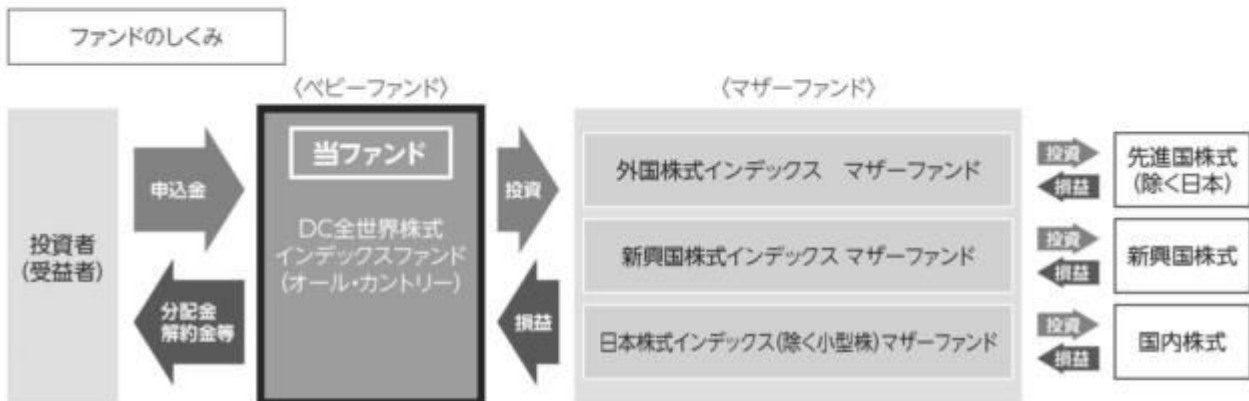 ファンドのしくみ
〈ベビーファンド〉
〈マザーファンド〉
投資者
(受益者)
申込金
分配金
解約金等
当ファンド
DC全世界株式
インデックスファンド
(オール・カントリー)
投資
損益
外国株式インデックス　マザーファンド
投資
損益
先進国株式
(除く日本)
新興国株式インデックス マザーファンド
投資
損益
新興国株式
日本株式インデックス(除く小型株)マザーファンド
投資
損益
国内株式